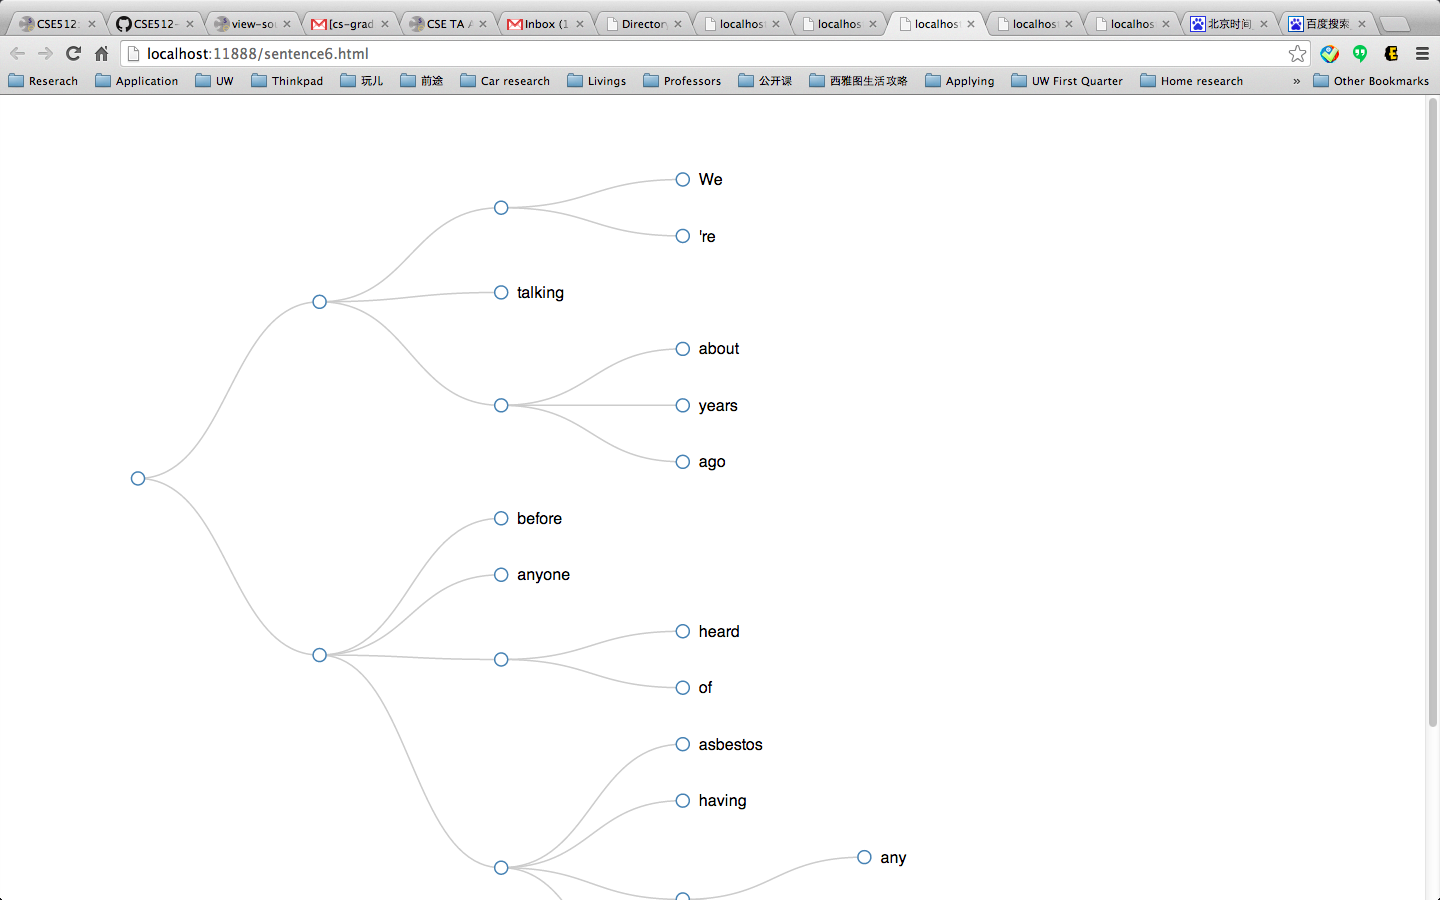 CSE512: CSE512- view-sou [cs-grad CSE TA A Inbox (1 Director localhos localhos localhos localhos localhos 北京时间 百度搜索
localhost:11888/sentence6.html
Reserach Application UW Thinkpad 玩儿 前途 Car research Livings Professors 公开课 西雅图生活攻略 Applying UW First Quarter Home research » Other Bookmarks
We
're
talking
about
years
ago
before
anyone
heard
of
asbestos
having
any